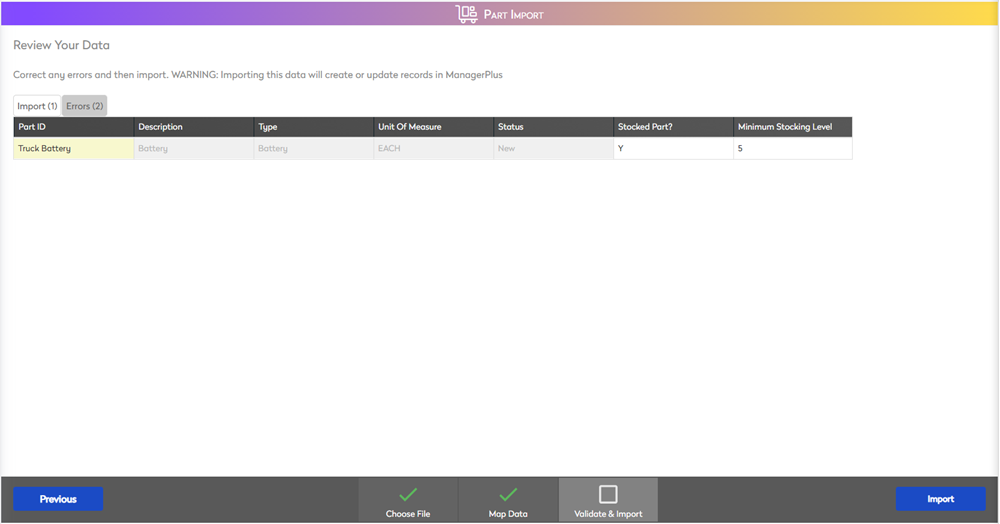 Part Import
Review Your Data
Correct any errors and then import. WARNING: Importing this data will create or update records in ManagerPlus
Import (1) Errors (2)
Part ID Description Type Unit Of Measure Status Stocked Part? Minimum Stocking Level
Truck Battery Battery Battery EACH New Y 5
Previous Choose File Map Data Validate & Import Import